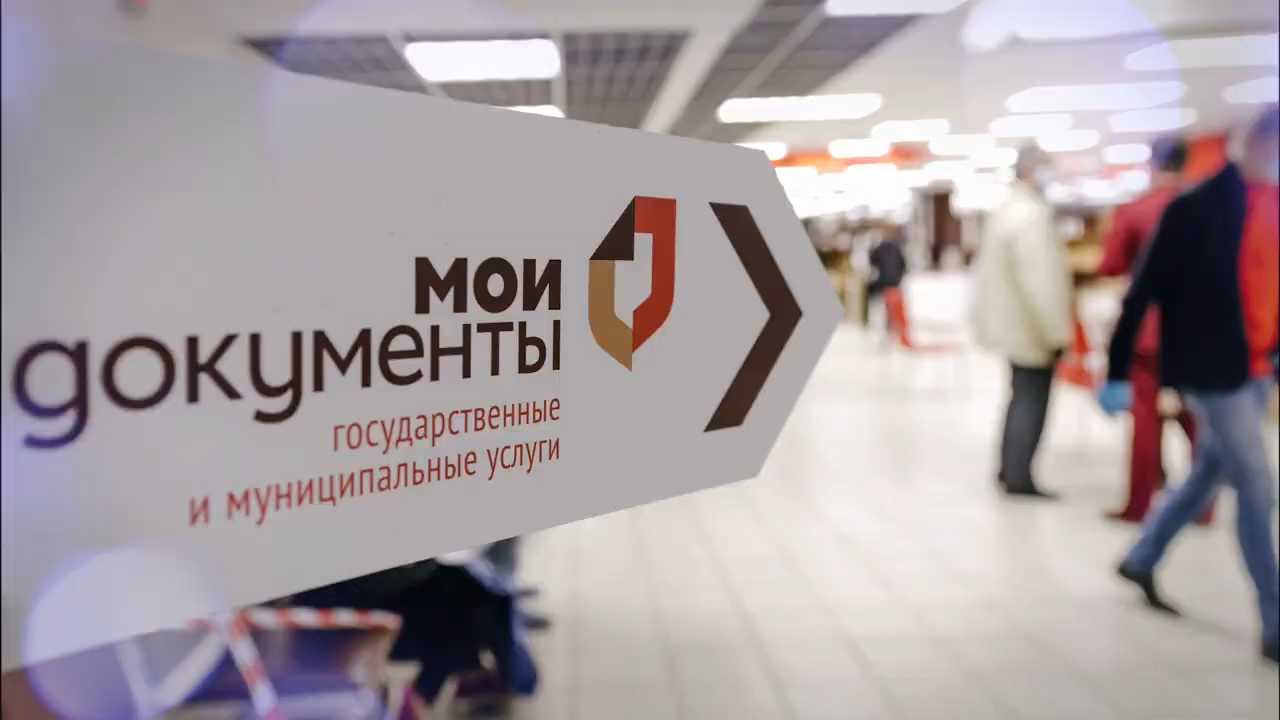 мои
документы
государственные
и муниципальные услуги